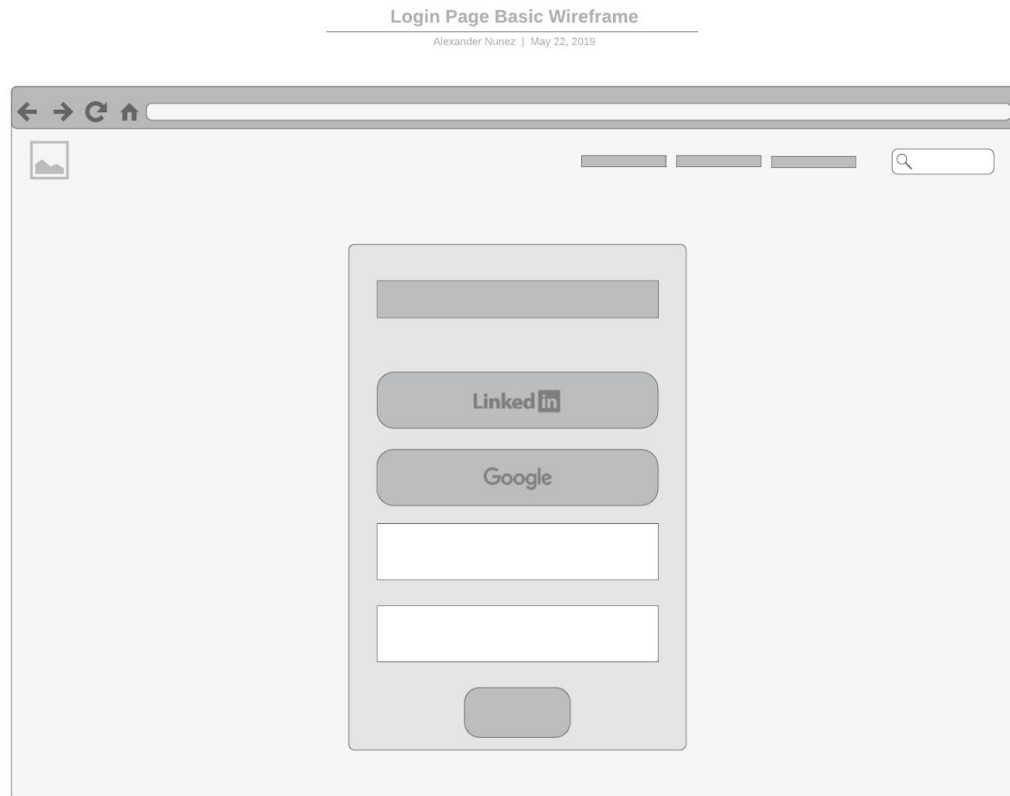 Login Page Basic Wireframe
Alexander Nunez | May 22, 2019
Linked in
Google